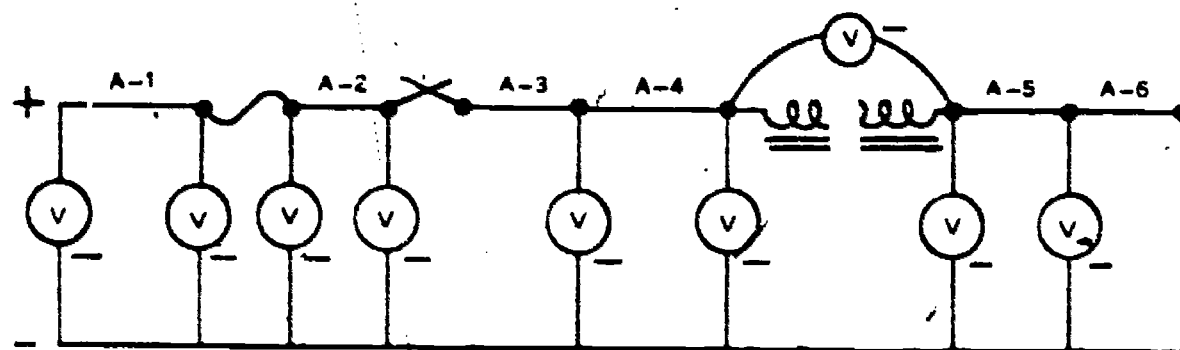 V −
A-1 A-2 A-3 A-4 A-5 A-6
+
V − V − V − V − V − V − V − V −
−